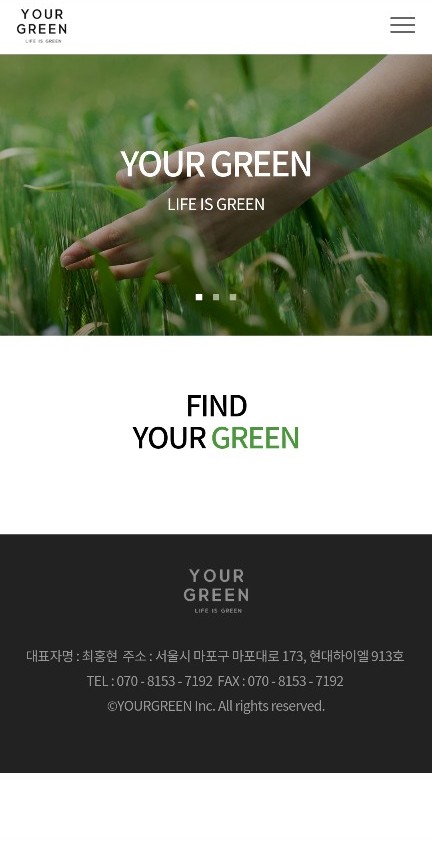 YOUR
GREEN
LIFE IS GREEN
YOUR GREEN
LIFE IS GREEN
FIND
YOUR GREEN
YOUR
GREEN
LIFE IS GREEN
대표자명 : 최홍현 주소 : 서울시 마포구 마포대로 173, 현대하이엘 913호
TEL : 070 - 8153 - 7192 FAX : 070 - 8153 - 7192
©YOURGREEN Inc. All rights reserved.